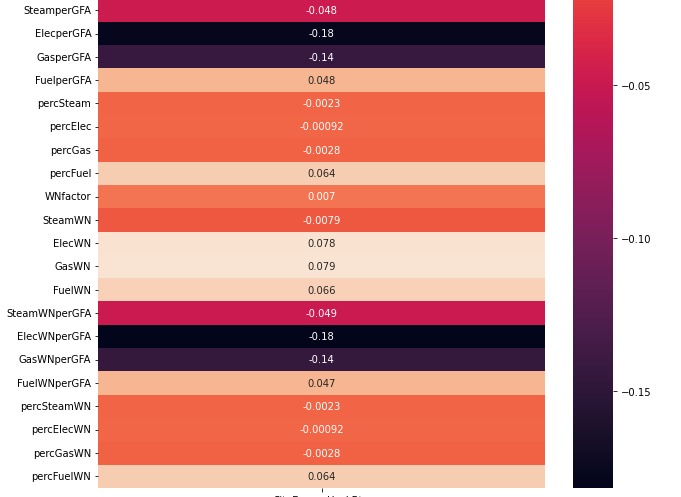 SteamperGFA -0.048
ElecperGFA -0.18
GasperGFA -0.14
FuelperGFA 0.048
percSteam -0.0023
percElec -0.00092
percGas -0.0028
percFuel 0.064
WNfactor 0.007
SteamWN -0.0079
ElecWN 0.078
GasWN 0.079
FuelWN 0.066
SteamWNperGFA -0.049
ElecWNperGFA -0.18
GasWNperGFA -0.14
FuelWNperGFA 0.047
percSteamWN -0.0023
percElecWN -0.00092
percGasWN -0.0028
percFuelWN 0.064
−0.05
−0.10
−0.15